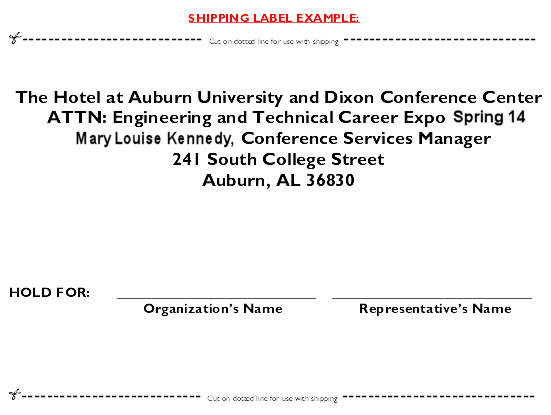 SHIPPING LABEL EXAMPLE:
Cut on dotted line for use with shipping
The Hotel at Auburn University and Dixon Conference Center
ATTN: Engineering and Technical Career Expo Spring 14
Mary Louise Kennedy, Conference Services Manager
241 South College Street
Auburn, AL 36830
HOLD FOR:
Organization's Name Representative's Name
Cut on dotted line for use with shipping